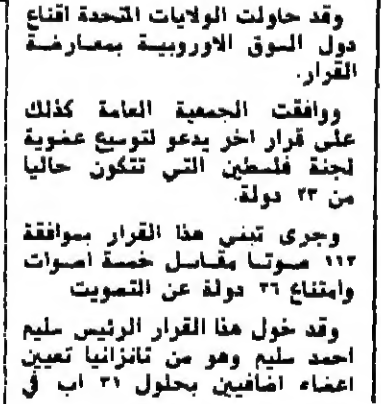 وقد حاولت الولايات المتحدة اقناع
دول السوق الاوروبية بمعارضة
القرار.
ووافقت الجمعية العامة كذلك
على قرار اخر يدعو لتوسيع عضوية
لجنة فلسطين التي تتكون حاليا
من ٢٣ دولة.
وجرى تبني هذا القرار بموافقة
١١٣ صوتا مقابل خمسة اصوات
وامتناع ٣٦ دولة عن التصويت
وقد خول هذا القرار الرئيس سليم
احمد سليم وهو من تانزانيا تعيين
اعضاء اضافيين بحلول ٣١ اب في